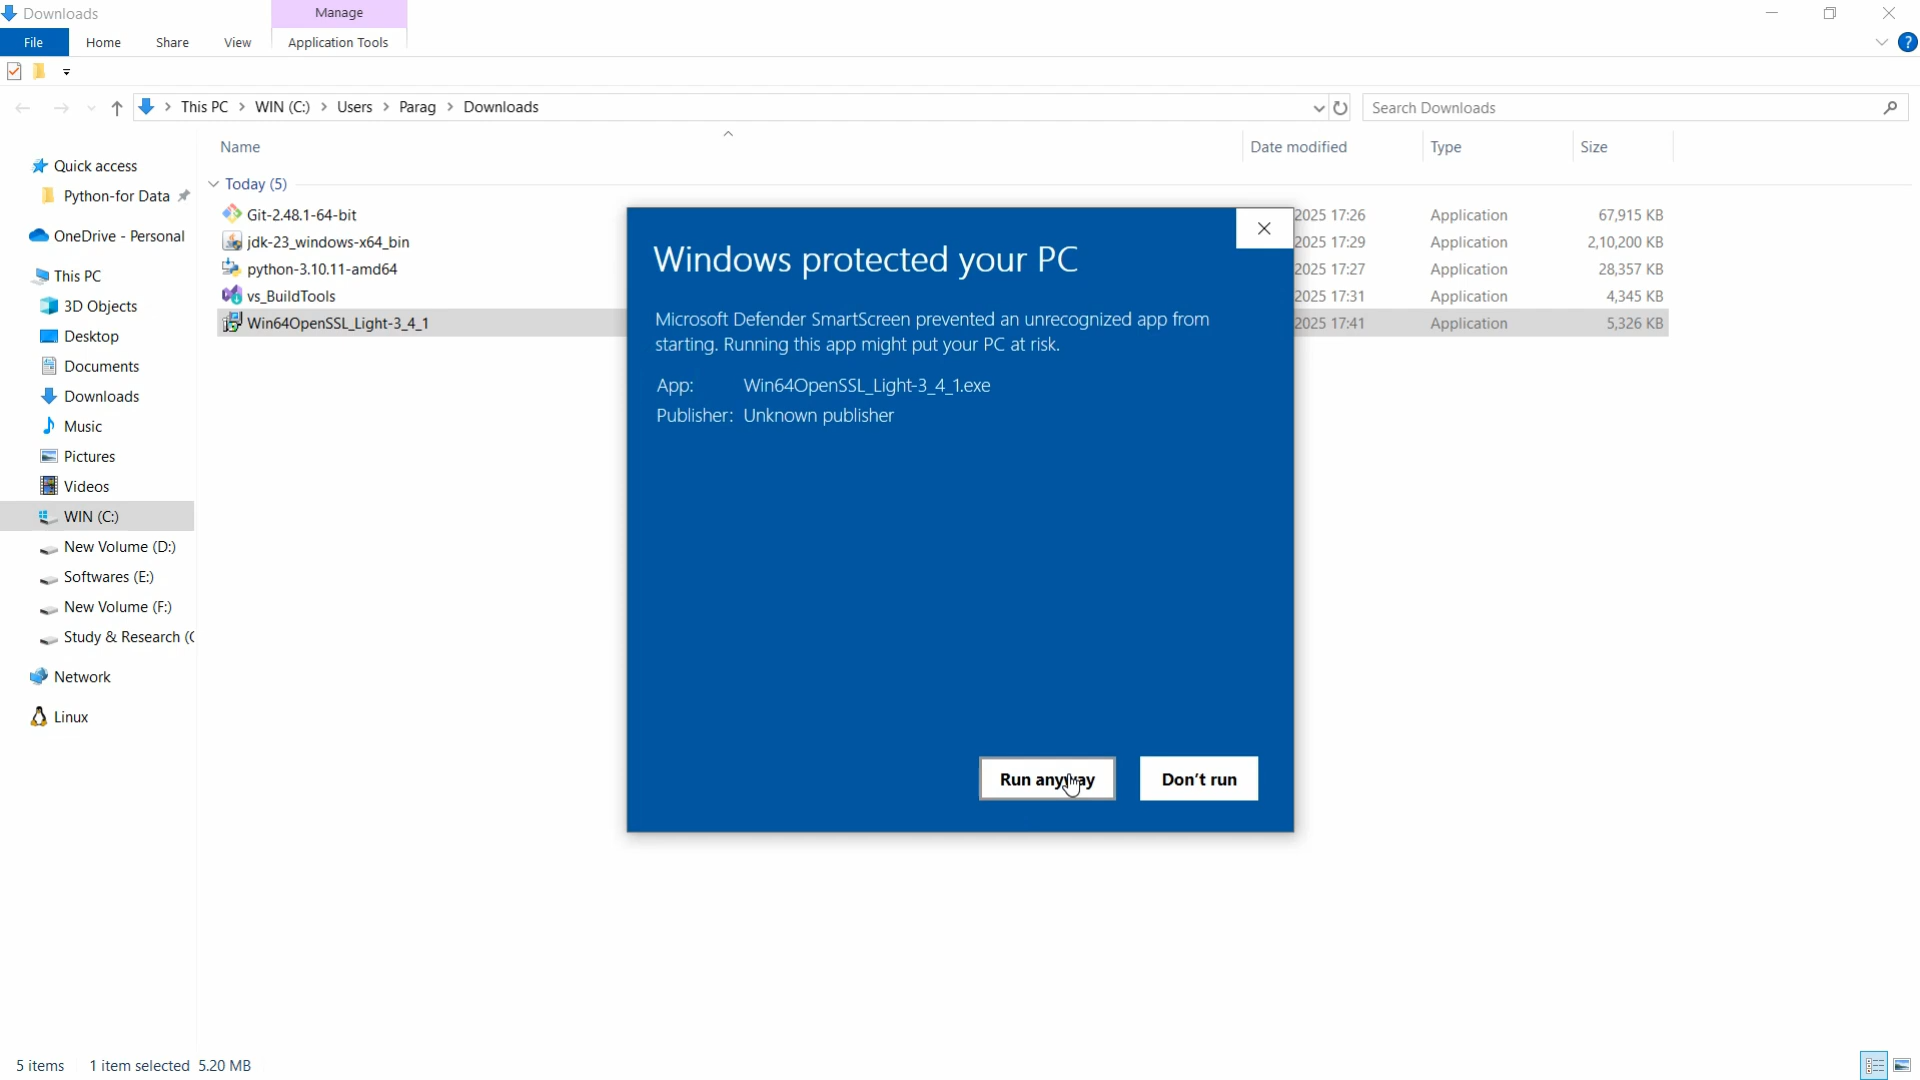 Downloads
Manage
File
Home
Share
View
Application Tools
?
This PC
WIN (C:)
Users
Parag
Downloads
Search Downloads
Name
Date modified
Type
Size
Quick access
Python-for Data
OneDrive - Personal
This PC
3D Objects
Desktop
Documents
Downloads
Music
Pictures
Videos
WIN (C:)
New Volume (D:)
Softwares (E:)
New Volume (F:)
Study & Research (
Network
Linux
Today (5)
Git-2.48.1-64-bit 2025 17:26 Application 67,915 KB
jdk-23_windows-x64_bin 2025 17:29 Application 2,10,200 KB
python-3.10.11-amd64 2025 17:27 Application 28,357 KB
vs_BuildTools 2025 17:31 Application 4,345 KB
Win64OpenSSL_Light-3_4_1 2025 17:41 Application 5,326 KB
Windows protected your PC
Microsoft Defender SmartScreen prevented an unrecognized app from
starting. Running this app might put your PC at risk.
App: Win64OpenSSL_Light-3_4_1.exe
Publisher: Unknown publisher
Run anyway
Don't run
5 items 1 item selected 5.20 MB